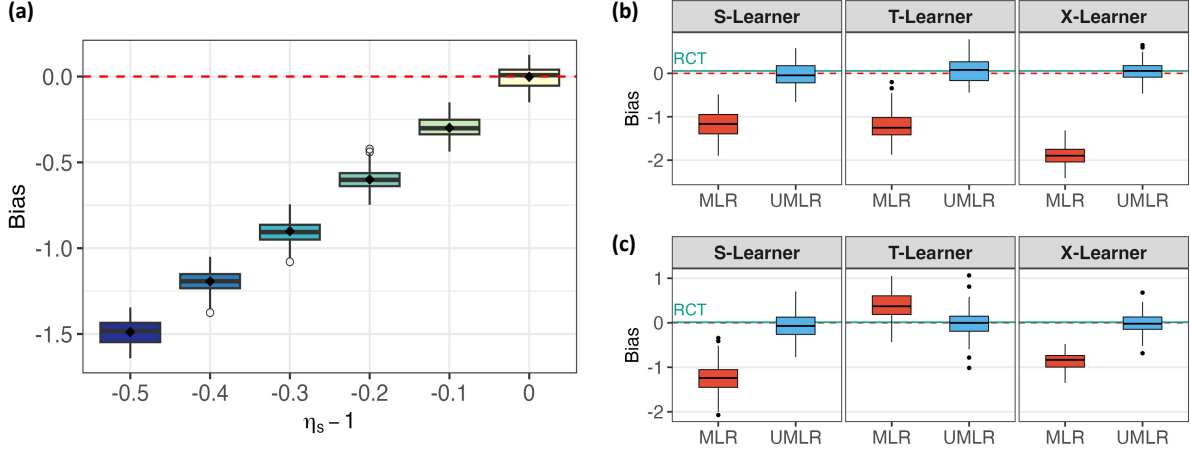 (a)
Bias
0.0
-0.5
-1.0
-1.5
-0.5 -0.4 -0.3 -0.2 -0.1 0
ηs − 1
(b)
S-Learner T-Learner X-Learner
Bias
RCT
0
-1
-2
MLR UMLR MLR UMLR MLR UMLR
(c)
S-Learner T-Learner X-Learner
Bias
1
RCT
0
-1
-2
MLR UMLR MLR UMLR MLR UMLR